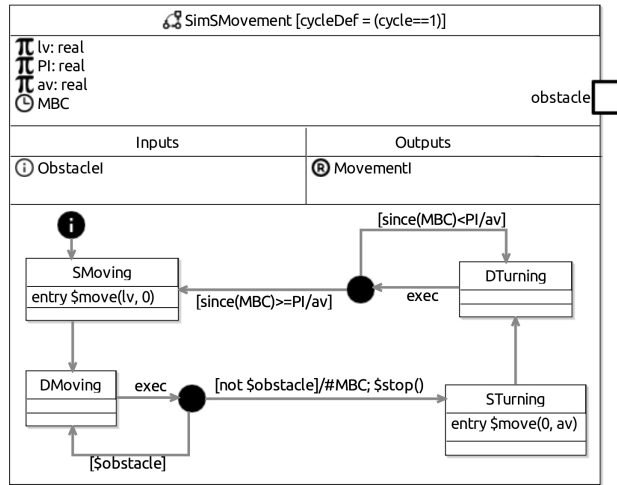 SimSMovement [cycleDef = (cycle==1)]
π lv: real
π PI: real
π av: real
MBC
obstacle
Inputs
Outputs
i ObstacleI
R MovementI
i
[since(MBC)<PI/av]
SMoving
entry $move(lv, 0)
DTurning
[since(MBC)>=PI/av]
exec
DMoving
exec
[not $obstacle]/#MBC; $stop()
STurning
entry $move(0, av)
[$obstacle]